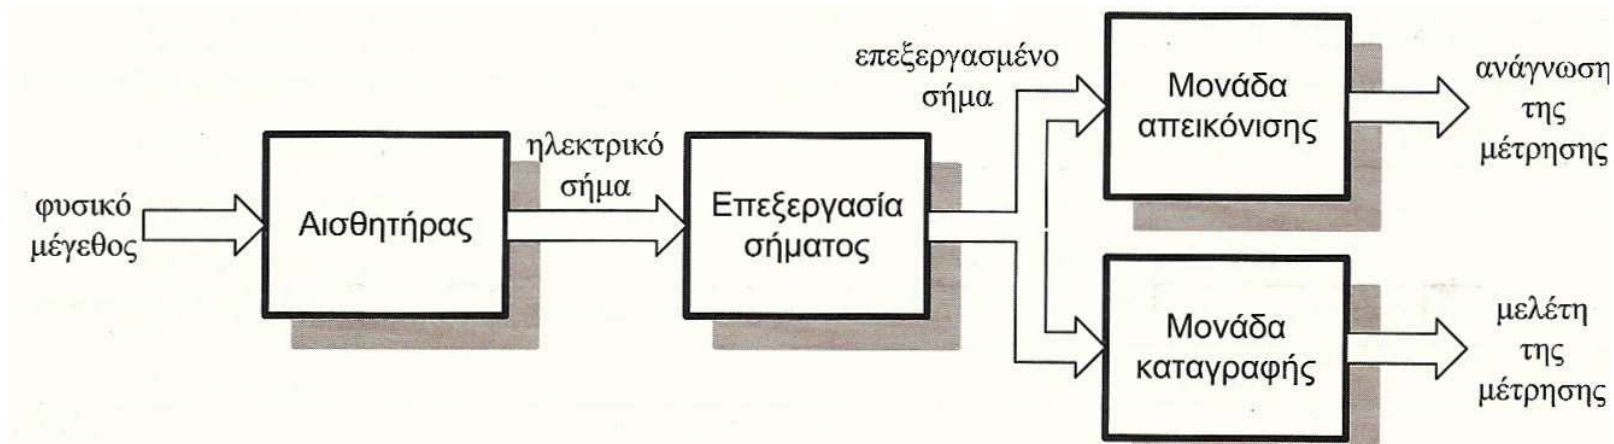 φυσικό
μέγεθος
Αισθητήρας
ηλεκτρικό
σήμα
Επεξεργασία
σήματος
επεξεργασμένο
σήμα
Μονάδα
απεικόνισης
ανάγνωση
της
μέτρησης
Μονάδα
καταγραφής
μελέτη
της
μέτρησης